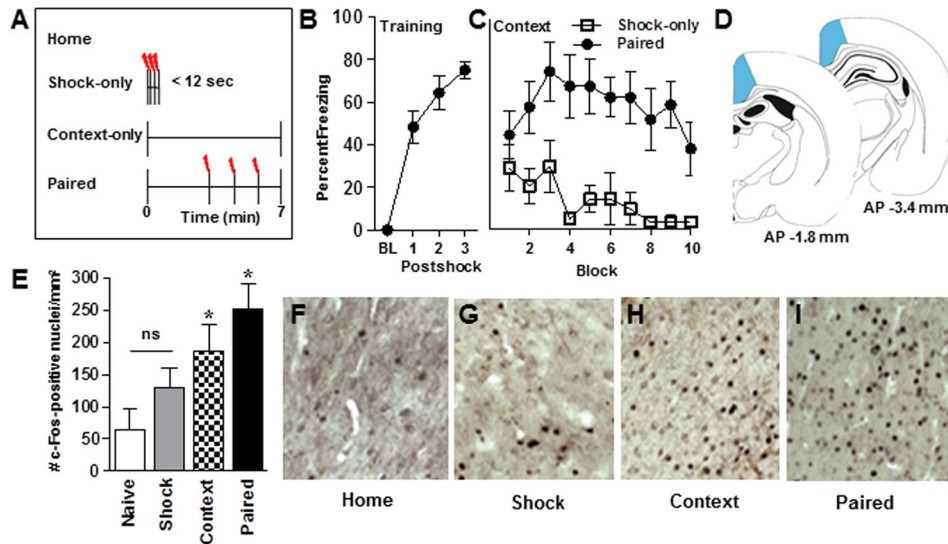 A
Home
Shock-only
< 12 sec
Context-only
Paired
0
Time (min)
7
B
Training
PercentFreezing
100
80
60
40
20
0
BL
1
2
3
Postshock
C
Context
Shock-only
Paired
2
4
6
8
10
Block
D
AP -1.8 mm
AP -3.4 mm
E
# c-Fos-positive nuclei/mm²
300
250
200
150
100
50
0
ns
*
*
Naive
Shock
Context
Paired
F
Home
G
Shock
H
Context
I
Paired